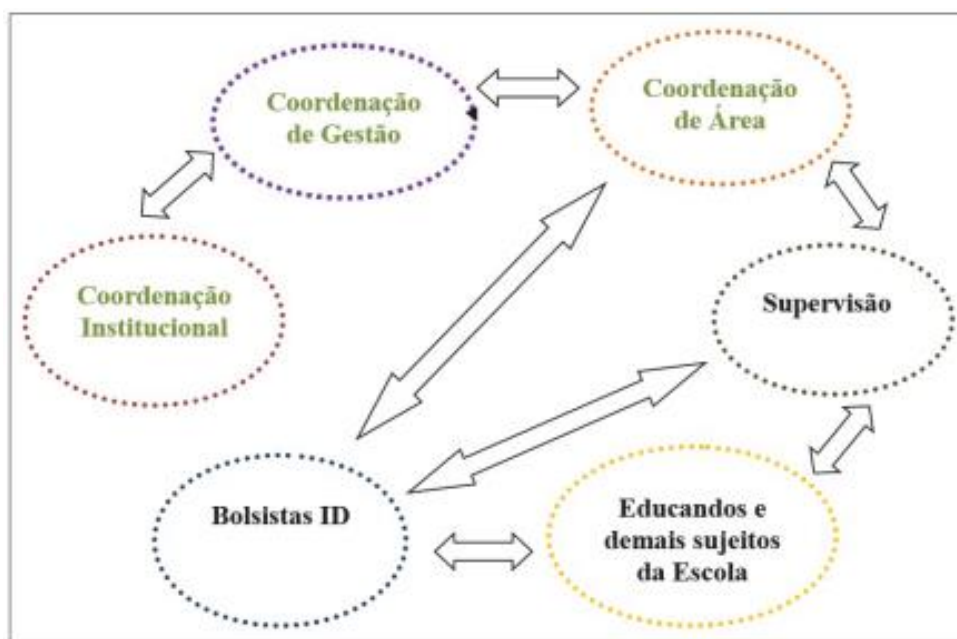 Coordenação
de Gestão
Coordenação
de Área
Coordenação
Institucional
Supervisão
Bolsistas ID
Educandos e
demais sujeitos
da Escola